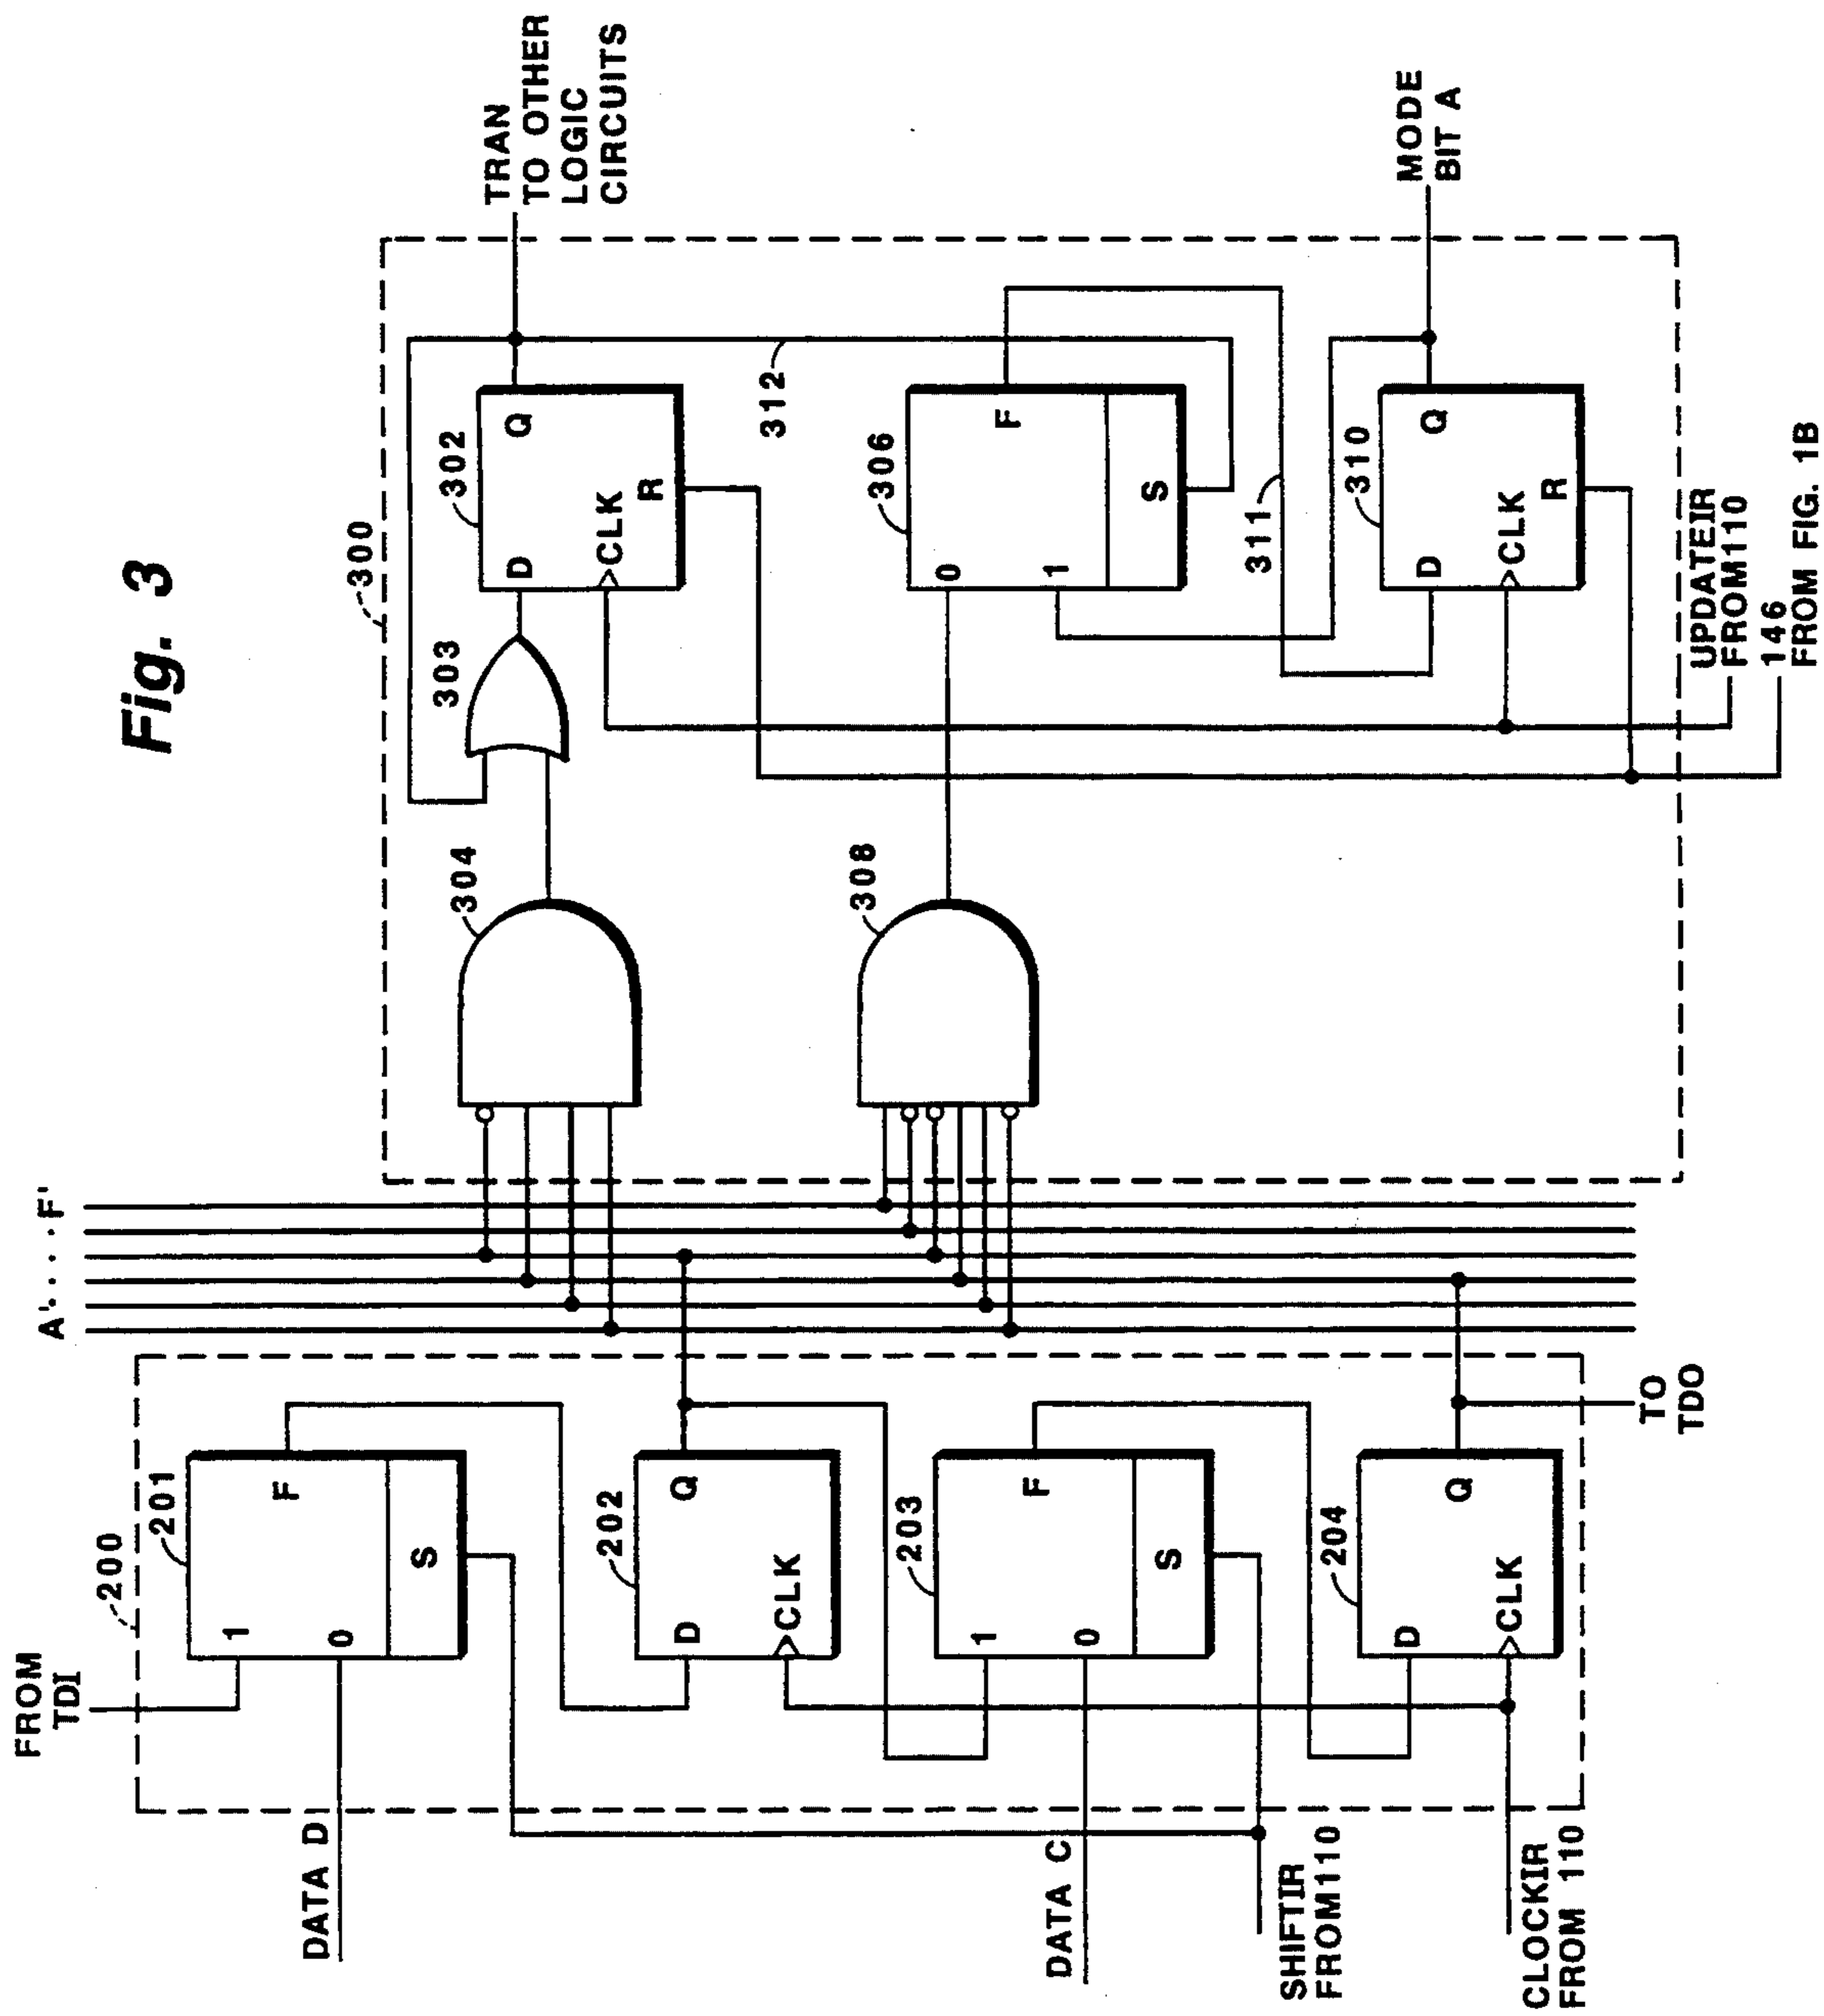 Fig. 3
A'· · · ·F'
FROM
TDI
200
201
1
0
F
S
DATA D
202
D
CLK
Q
203
1
0
F
S
DATA C
204
D
CLK
Q
SHIFTIR
FROM110
CLOCKIR
FROM 110
TO
TDO
300
304
303
302
D
CLK
Q
R
TRAN
TO OTHER
LOGIC
CIRCUITS
312
308
306
0
1
F
S
311
310
D
CLK
Q
R
MODE
BIT A
UPDATEIR
FROM110
146
FROM FIG. 1B